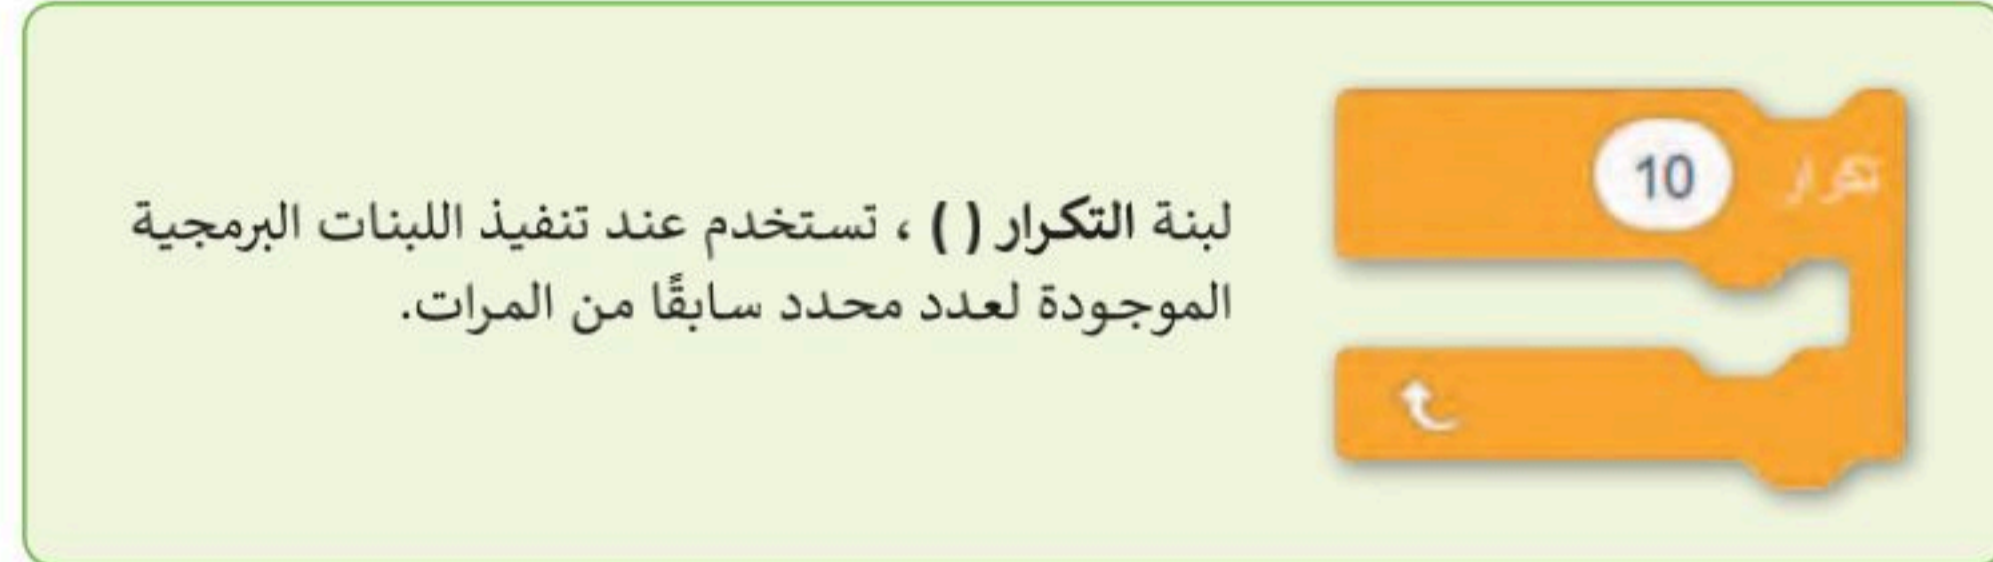 تكرار 10
لبنة التكرار ( ) ، تستخدم عند تنفيذ اللبنات البرمجية
الموجودة لعدد محدد سابقًا من المرات.